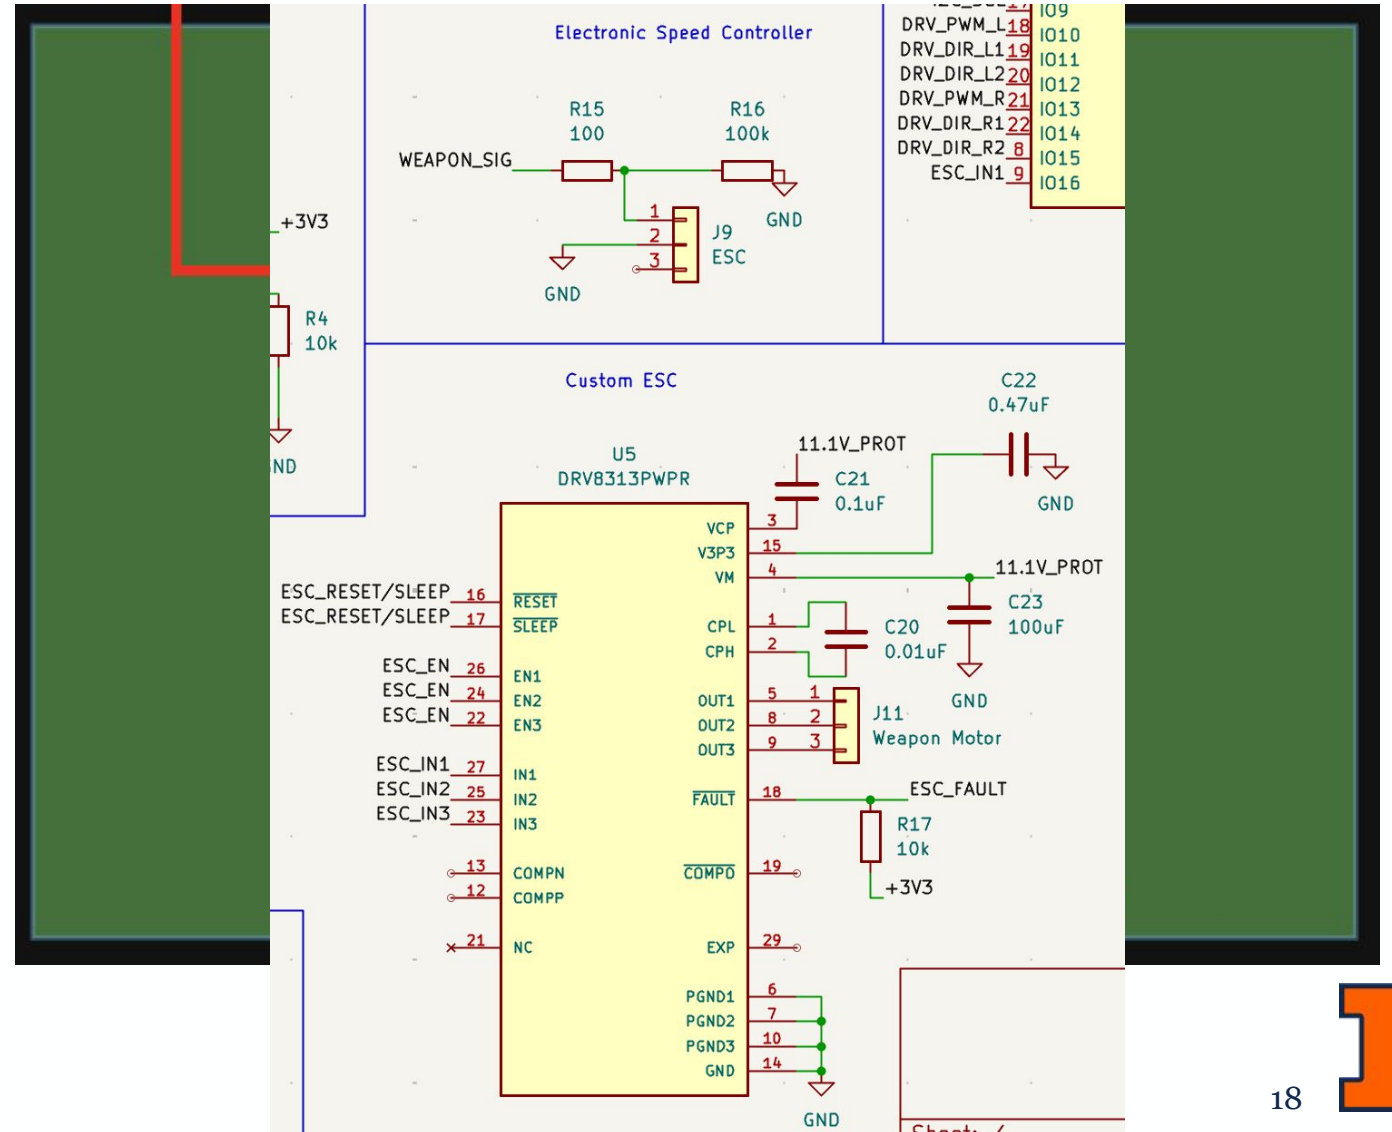 Electronic Speed Controller
R15
100
R16
100k
WEAPON_SIG
GND
1
2
3
J9
ESC
GND
IO9
DRV_PWM_L 18 IO10
DRV_DIR_L1 19 IO11
DRV_DIR_L2 20 IO12
DRV_PWM_R 21 IO13
DRV_DIR_R1 22 IO14
DRV_DIR_R2 8 IO15
ESC_IN1 9 IO16
+3V3
R4
10k
Custom ESC
U5
DRV8313PWPR
C22
0.47uF
GND
11.1V_PROT
C21
0.1uF
VCP 3
V3P3 15
VM 4
11.1V_PROT
C23
100uF
GND
ESC_RESET/SLEEP 16 RESET
ESC_RESET/SLEEP 17 SLEEP
CPL 1
CPH 2
C20
0.01uF
ESC_EN 26 EN1
ESC_EN 24 EN2
ESC_EN 22 EN3
OUT1 5 1
OUT2 8 2
OUT3 9 3
J11
Weapon Motor
ESC_IN1 27 IN1
ESC_IN2 25 IN2
ESC_IN3 23 IN3
FAULT 18
ESC_FAULT
R17
10k
+3V3
13 COMPN
12 COMPP
COMPO 19
21 NC
EXP 29
PGND1 6
PGND2 7
PGND3 10
GND 14
GND
18